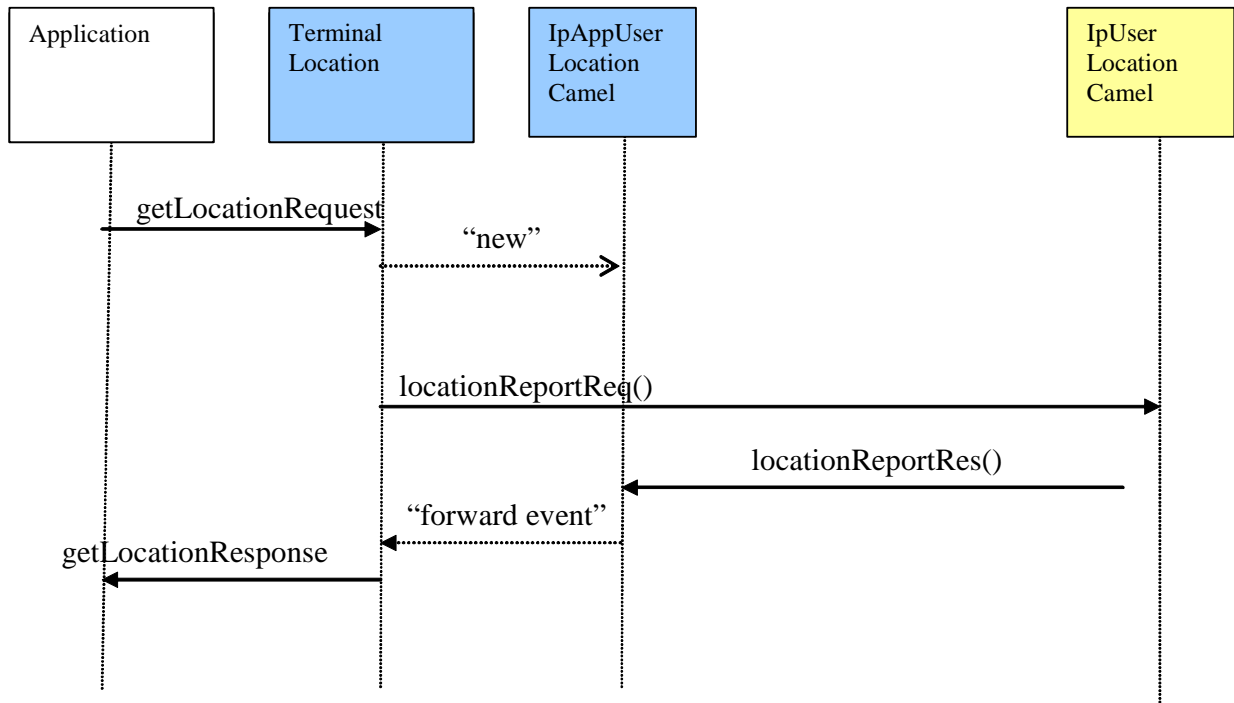 Application
Terminal
Location
IpAppUser
Location
Camel
IpUser
Location
Camel
getLocationRequest
“new”
locationReportReq()
locationReportRes()
“forward event”
getLocationResponse